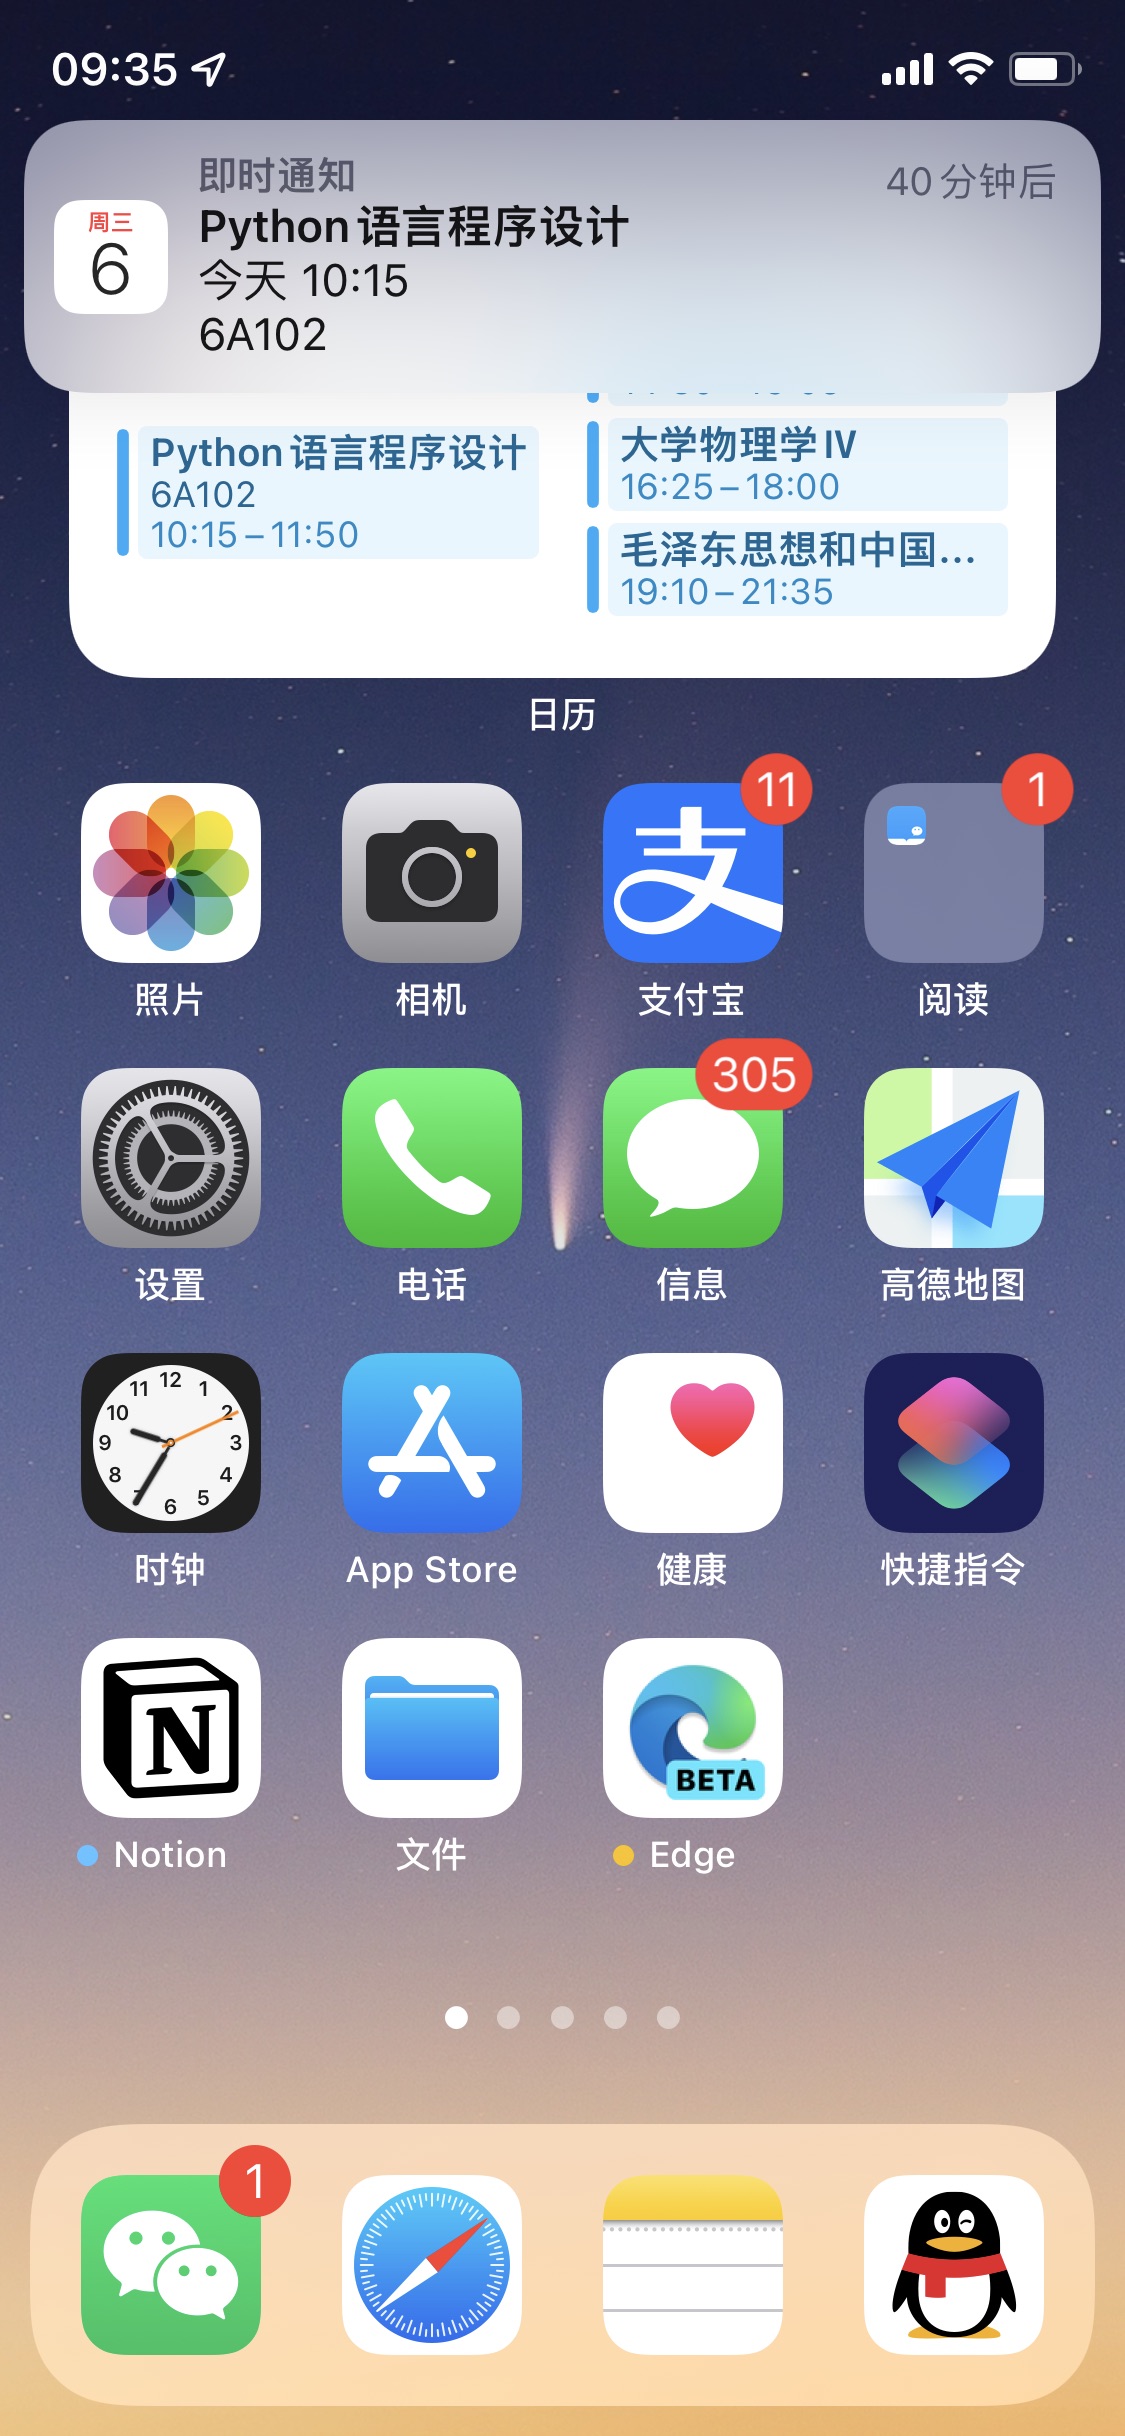 09:35
即时通知
40分钟后
周三
6
Python语言程序设计
今天 10:15
6A102
Python语言程序设计
6A102
10:15–11:50
大学物理学IV
16:25–18:00
毛泽东思想和中国...
19:10–21:35
日历
11
1
支
照片
相机
支付宝
阅读
305
设置
电话
信息
高德地图
12
1
2
3
4
5
6
8
9
10
11
时钟
App Store
健康
快捷指令
N
BETA
Notion
文件
Edge
1